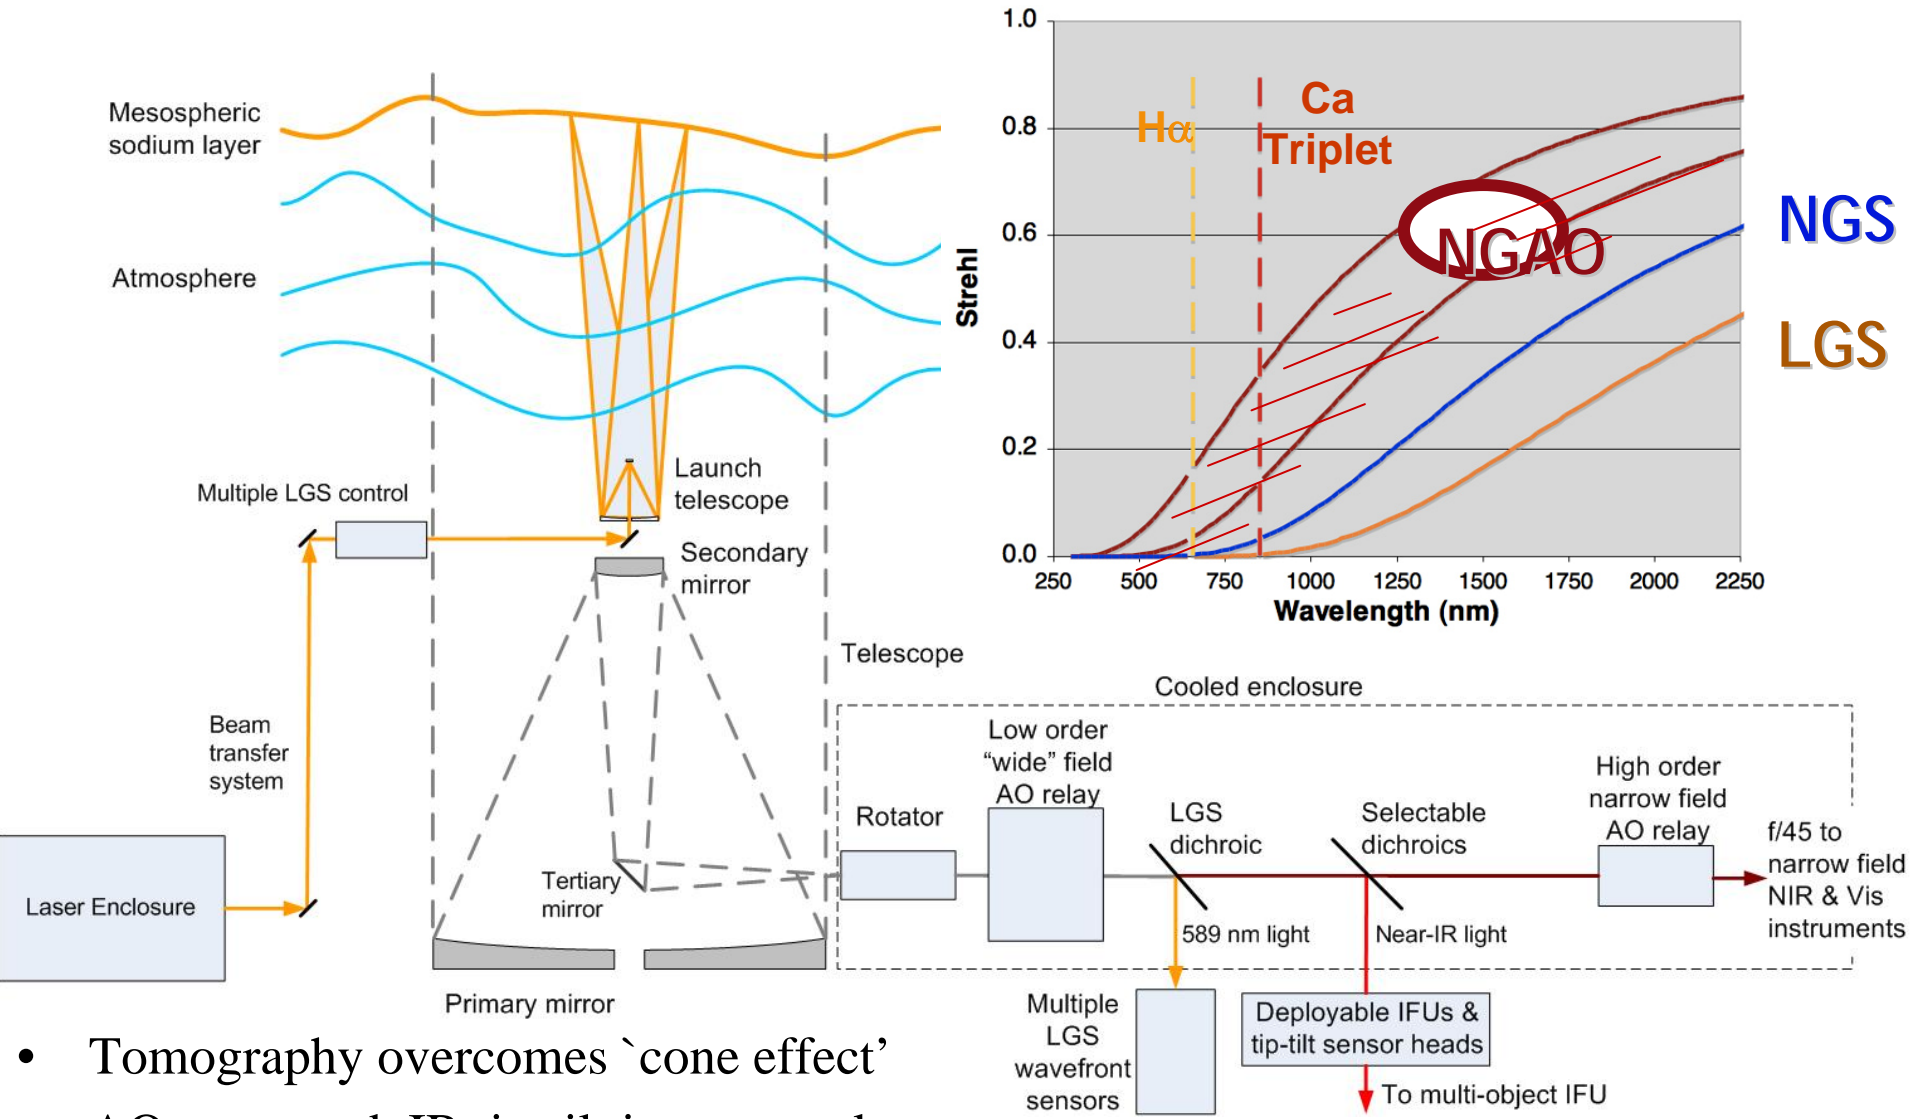 Mesospheric
sodium layer
Atmosphere
Multiple LGS control
Launch
telescope
Secondary
mirror
Telescope
Beam
transfer
system
Laser Enclosure
Tertiary
mirror
Primary mirror
1.0
0.8
0.6
0.4
0.2
0.0
Strehl
Hα
Ca
Triplet
NGAO
NGS
LGS
250 500 750 1000 1250 1500 1750 2000 2250
Wavelength (nm)
Cooled enclosure
Rotator
Low order
“wide” field
AO relay
LGS
dichroic
Selectable
dichroics
High order
narrow field
AO relay
f/45 to
narrow field
NIR & Vis
instruments
589 nm light
Near-IR light
Multiple
LGS
wavefront
sensors
Deployable IFUs &
tip-tilt sensor heads
To multi-object IFU
• Tomography overcomes `cone effect’